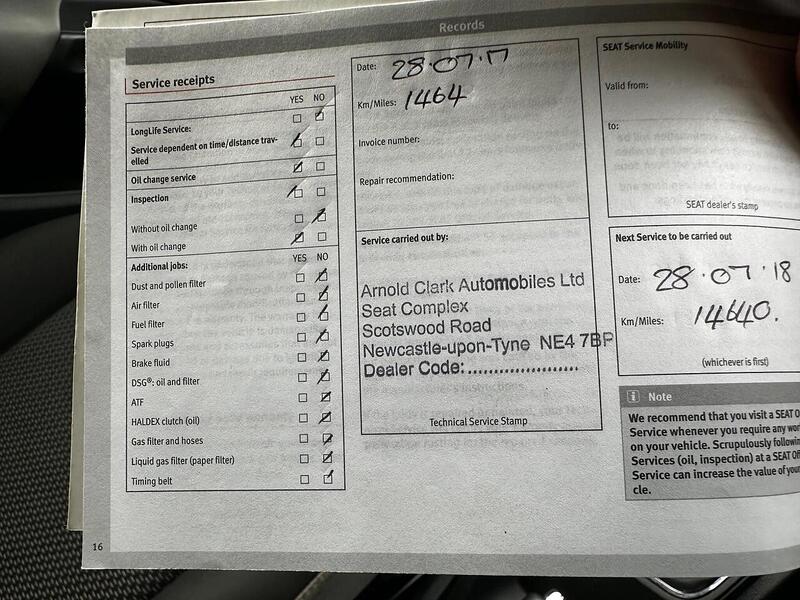 Records
Service receipts
YES NO
LongLife Service:
Service dependent on time/distance trav-
elled
Oil change service
Inspection
Without oil change
With oil change
Additional jobs: YES NO
Dust and pollen filter
Air filter
Fuel filter
Spark plugs
Brake fluid
DSG®: oil and filter
ATF
HALDEX clutch (oil)
Gas filter and hoses
Liquid gas filter (paper filter)
Timing belt
16
Date: 28.07.17
Km/Miles: 1464
Invoice number:
Repair recommendation:
Service carried out by:
Arnold Clark Automobiles Ltd
Seat Complex
Scotswood Road
Newcastle-upon-Tyne NE4 7BP
Dealer Code:.....................
Technical Service Stamp
SEAT Service Mobility
Valid from:
to:
SEAT dealer's stamp
Next Service to be carried out
Date: 28.07.18
Km/Miles: 14640.
(whichever is first)
i Note
We recommend that you visit a SEAT
Service whenever you require any
on your vehicle. Scrupulously
Services (oil, inspection) at a SEAT
Service can increase the value of
cle.